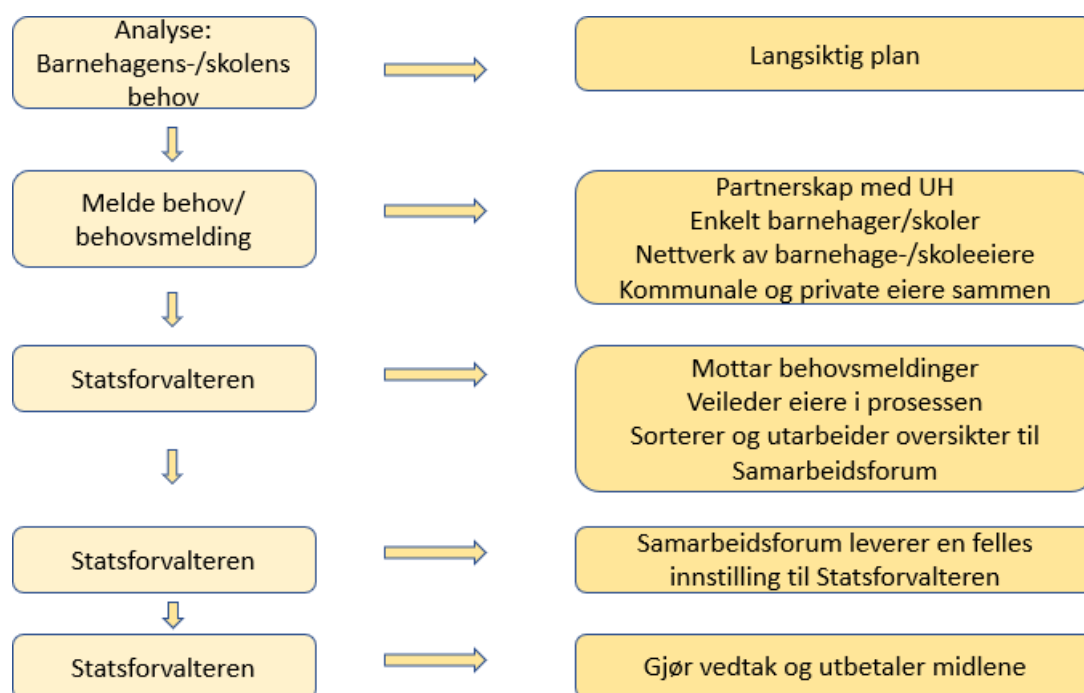 Analyse:
Barnehagens-/skolens
behov
Langsiktig plan
Melde behov/
behovsmelding
Partnerskap med UH
Enkelt barnehager/skoler
Nettverk av barnehage-/skoleeiere
Kommunale og private eiere sammen
Statsforvalteren
Mottar behovsmeldinger
Veileder eiere i prosessen
Sorterer og utarbeider oversikter til
Samarbeidsforum
Statsforvalteren
Samarbeidsforum leverer en felles
innstilling til Statsforvalteren
Statsforvalteren
Gjør vedtak og utbetaler midlene